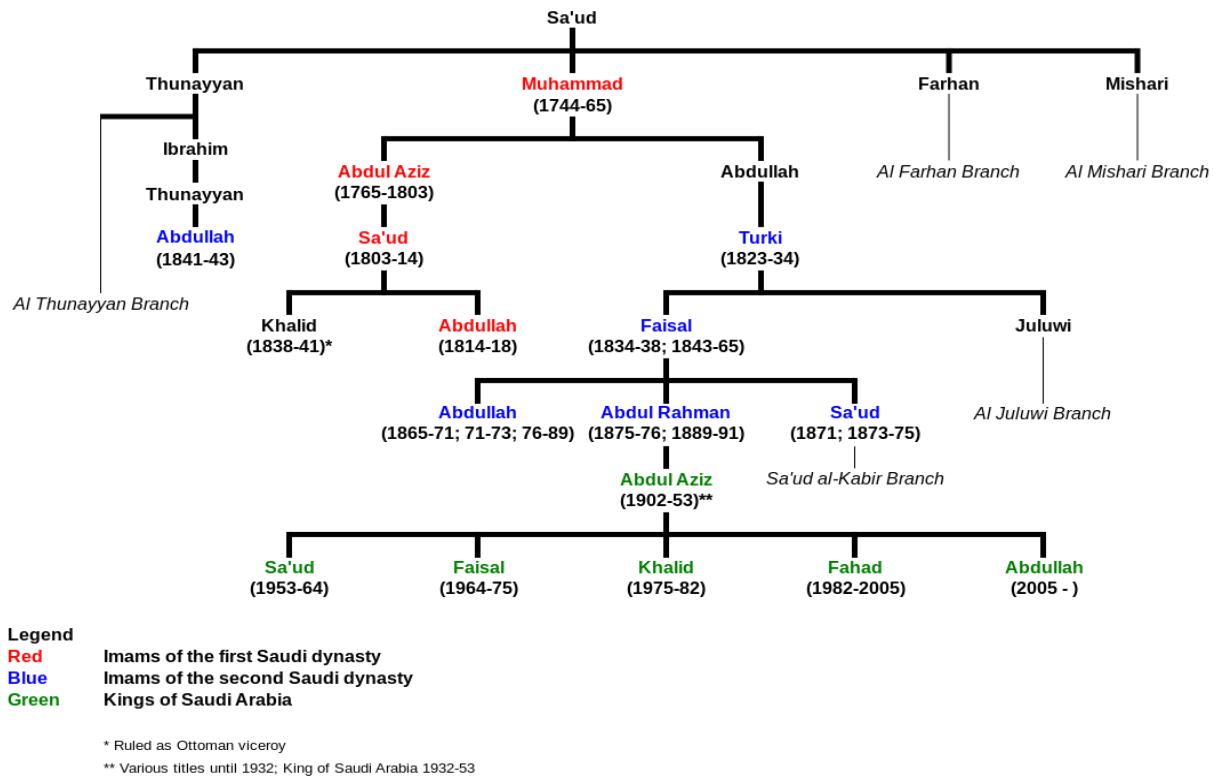 Sa'ud
Thunayyan Muhammad Farhan Mishari
(1744-65)
Ibrahim
Abdul Aziz Abdullah Al Farhan Branch Al Mishari Branch
(1765-1803)
Thunayyan
Abdullah Sa'ud Turki
(1841-43) (1803-14) (1823-34)
Al Thunayyan Branch
Khalid Abdullah Faisal Juluwi
(1838-41)* (1814-18) (1834-38; 1843-65)
Abdullah Abdul Rahman Sa'ud Al Juluwi Branch
(1865-71; 71-73; 76-89) (1875-76; 1889-91) (1871; 1873-75)
Abdul Aziz Sa'ud al-Kabir Branch
(1902-53)**
Sa'ud Faisal Khalid Fahad Abdullah
(1953-64) (1964-75) (1975-82) (1982-2005) (2005 - )
Legend
Red Imams of the first Saudi dynasty
Blue Imams of the second Saudi dynasty
Green Kings of Saudi Arabia
* Ruled as Ottoman viceroy
** Various titles until 1932; King of Saudi Arabia 1932-53